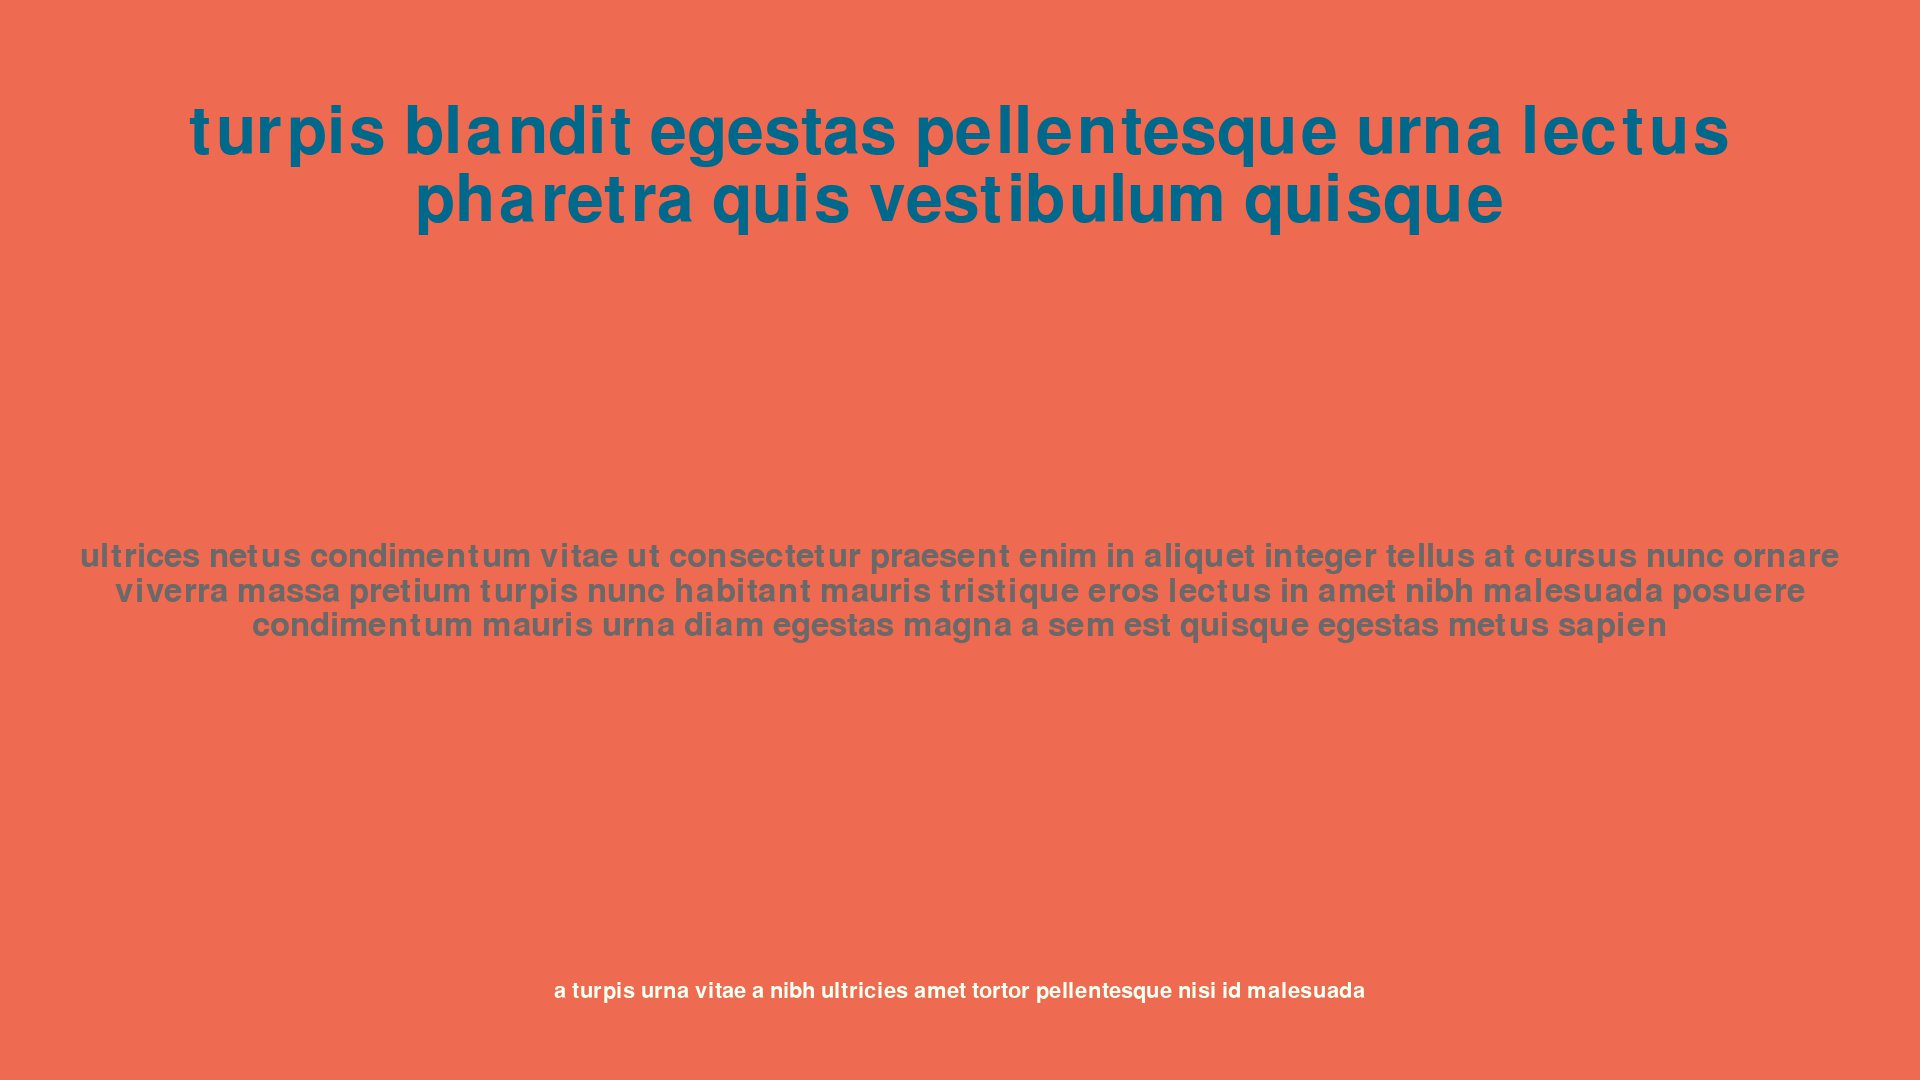 turpis blandit egestas pellentesque urna lectus
pharetra quis vestibulum quisque
ultrices netus condimentum vitae ut consectetur praesent enim in aliquet integer tellus at cursus nunc ornare
viverra massa pretium turpis nunc habitant mauris tristique eros lectus in amet nibh malesuada posuere
condimentum mauris urna diam egestas magna a sem est quisque egestas metus sapien
a turpis urna vitae a nibh ultricies amet tortor pellentesque nisi id malesuada